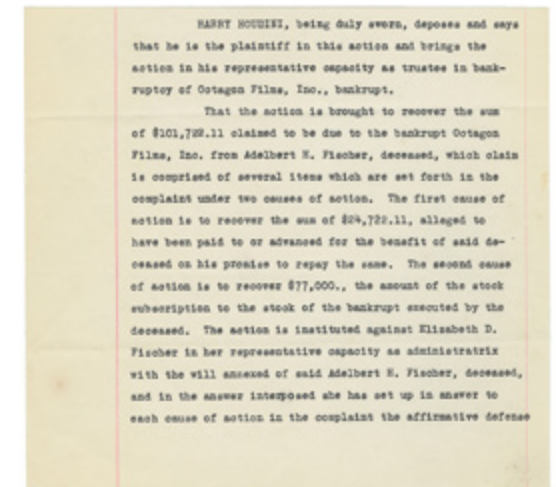 HARRY HOUDINI, being duly sworn, deposes and says
that he is the plaintiff in this action and brings the
action in his representative capacity as trustee in bank-
ruptcy of Octagon Films, Inc., bankrupt.
That the action is brought to recover the sum
of $101,722.11 claimed to be due to the bankrupt Octagon
Films, Inc. from Adelbert H. Fischer, deceased, which claim
is comprised of several items which are set forth in the
complaint under two causes of action. The first cause of
action is to recover the sum of $24,722.11, alleged to
have been paid to or advanced for the benefit of said de-
ceased on his promise to repay the same. The second cause
of action is to recover $77,000., the amount of the stock
subscription to the stock of the bankrupt executed by the
deceased. The action is instituted against Elizabeth D.
Fischer in her representative capacity as administratrix
with the will annexed of said Adelbert H. Fischer, deceased,
and in the answer interposed she has set up in answer to
each cause of action in the complaint the affirmative defense